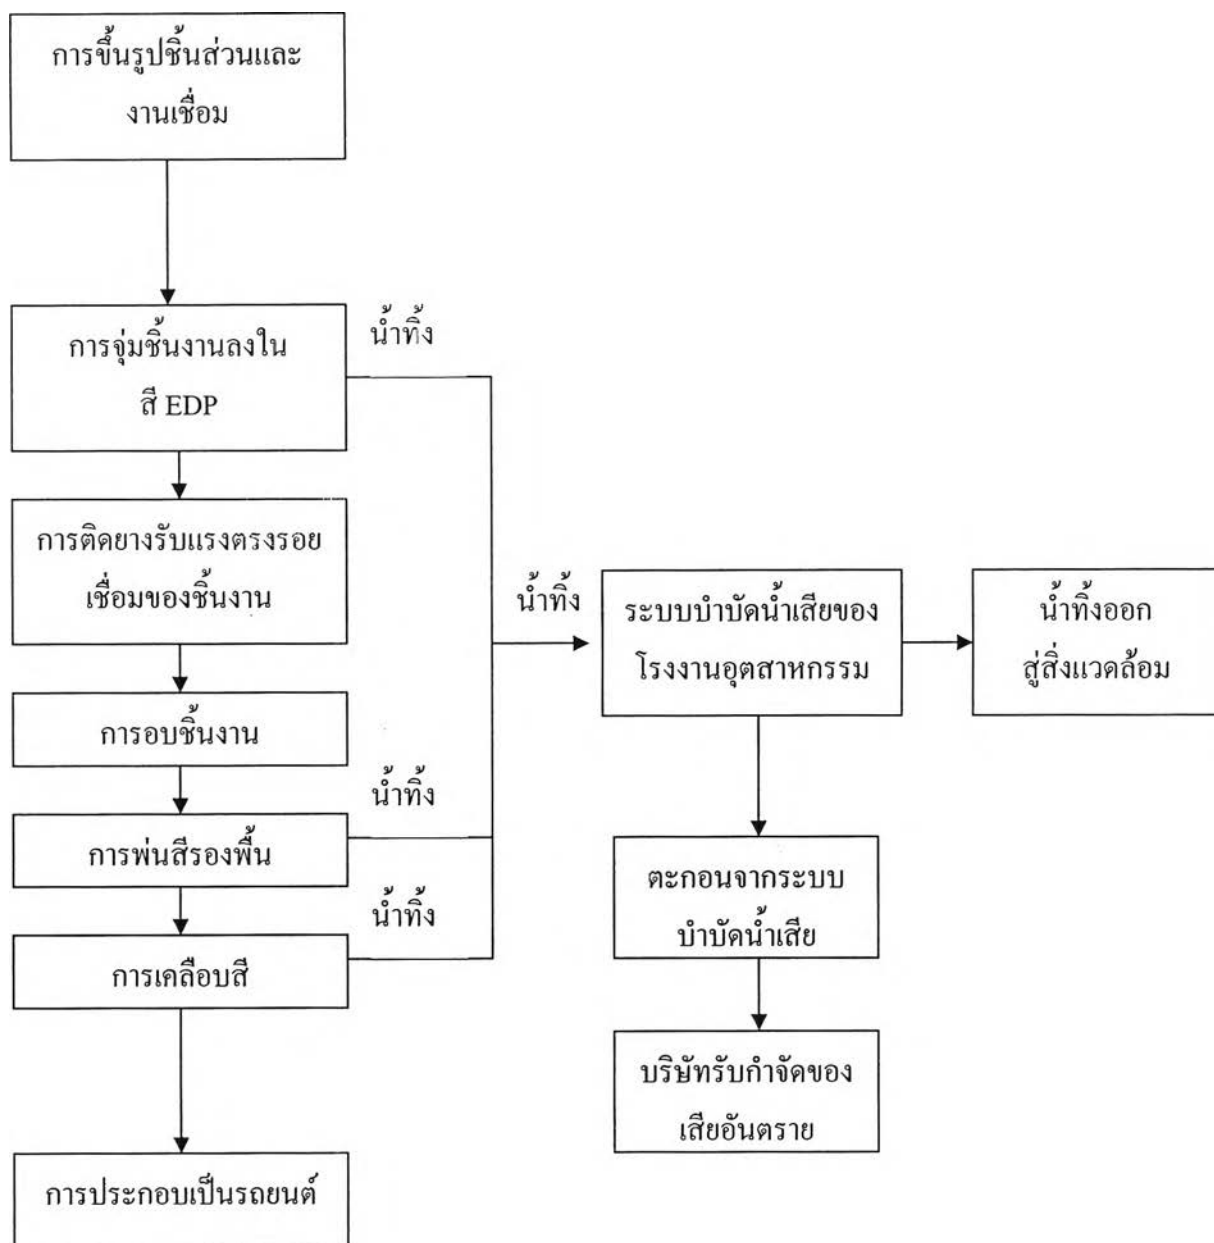 การขึ้นรูปชิ้นส่วนและ
งานเชื่อม
การจุ่มชิ้นงานลงใน
สี EDP
น้ำทิ้ง
การติดยางรับแรงตรงรอย
เชื่อมของชิ้นงาน
น้ำทิ้ง
ระบบบำบัดน้ำเสียของ
โรงงานอุตสาหกรรม
น้ำทิ้งออก
สู่สิ่งแวดล้อม
การอบชิ้นงาน
น้ำทิ้ง
การพ่นสีรองพื้น
น้ำทิ้ง
การเคลือบสี
ตะกอนจากระบบ
บำบัดน้ำเสีย
บริษัทรับกำจัดของ
เสียอันตราย
การประกอบเป็นรถยนต์